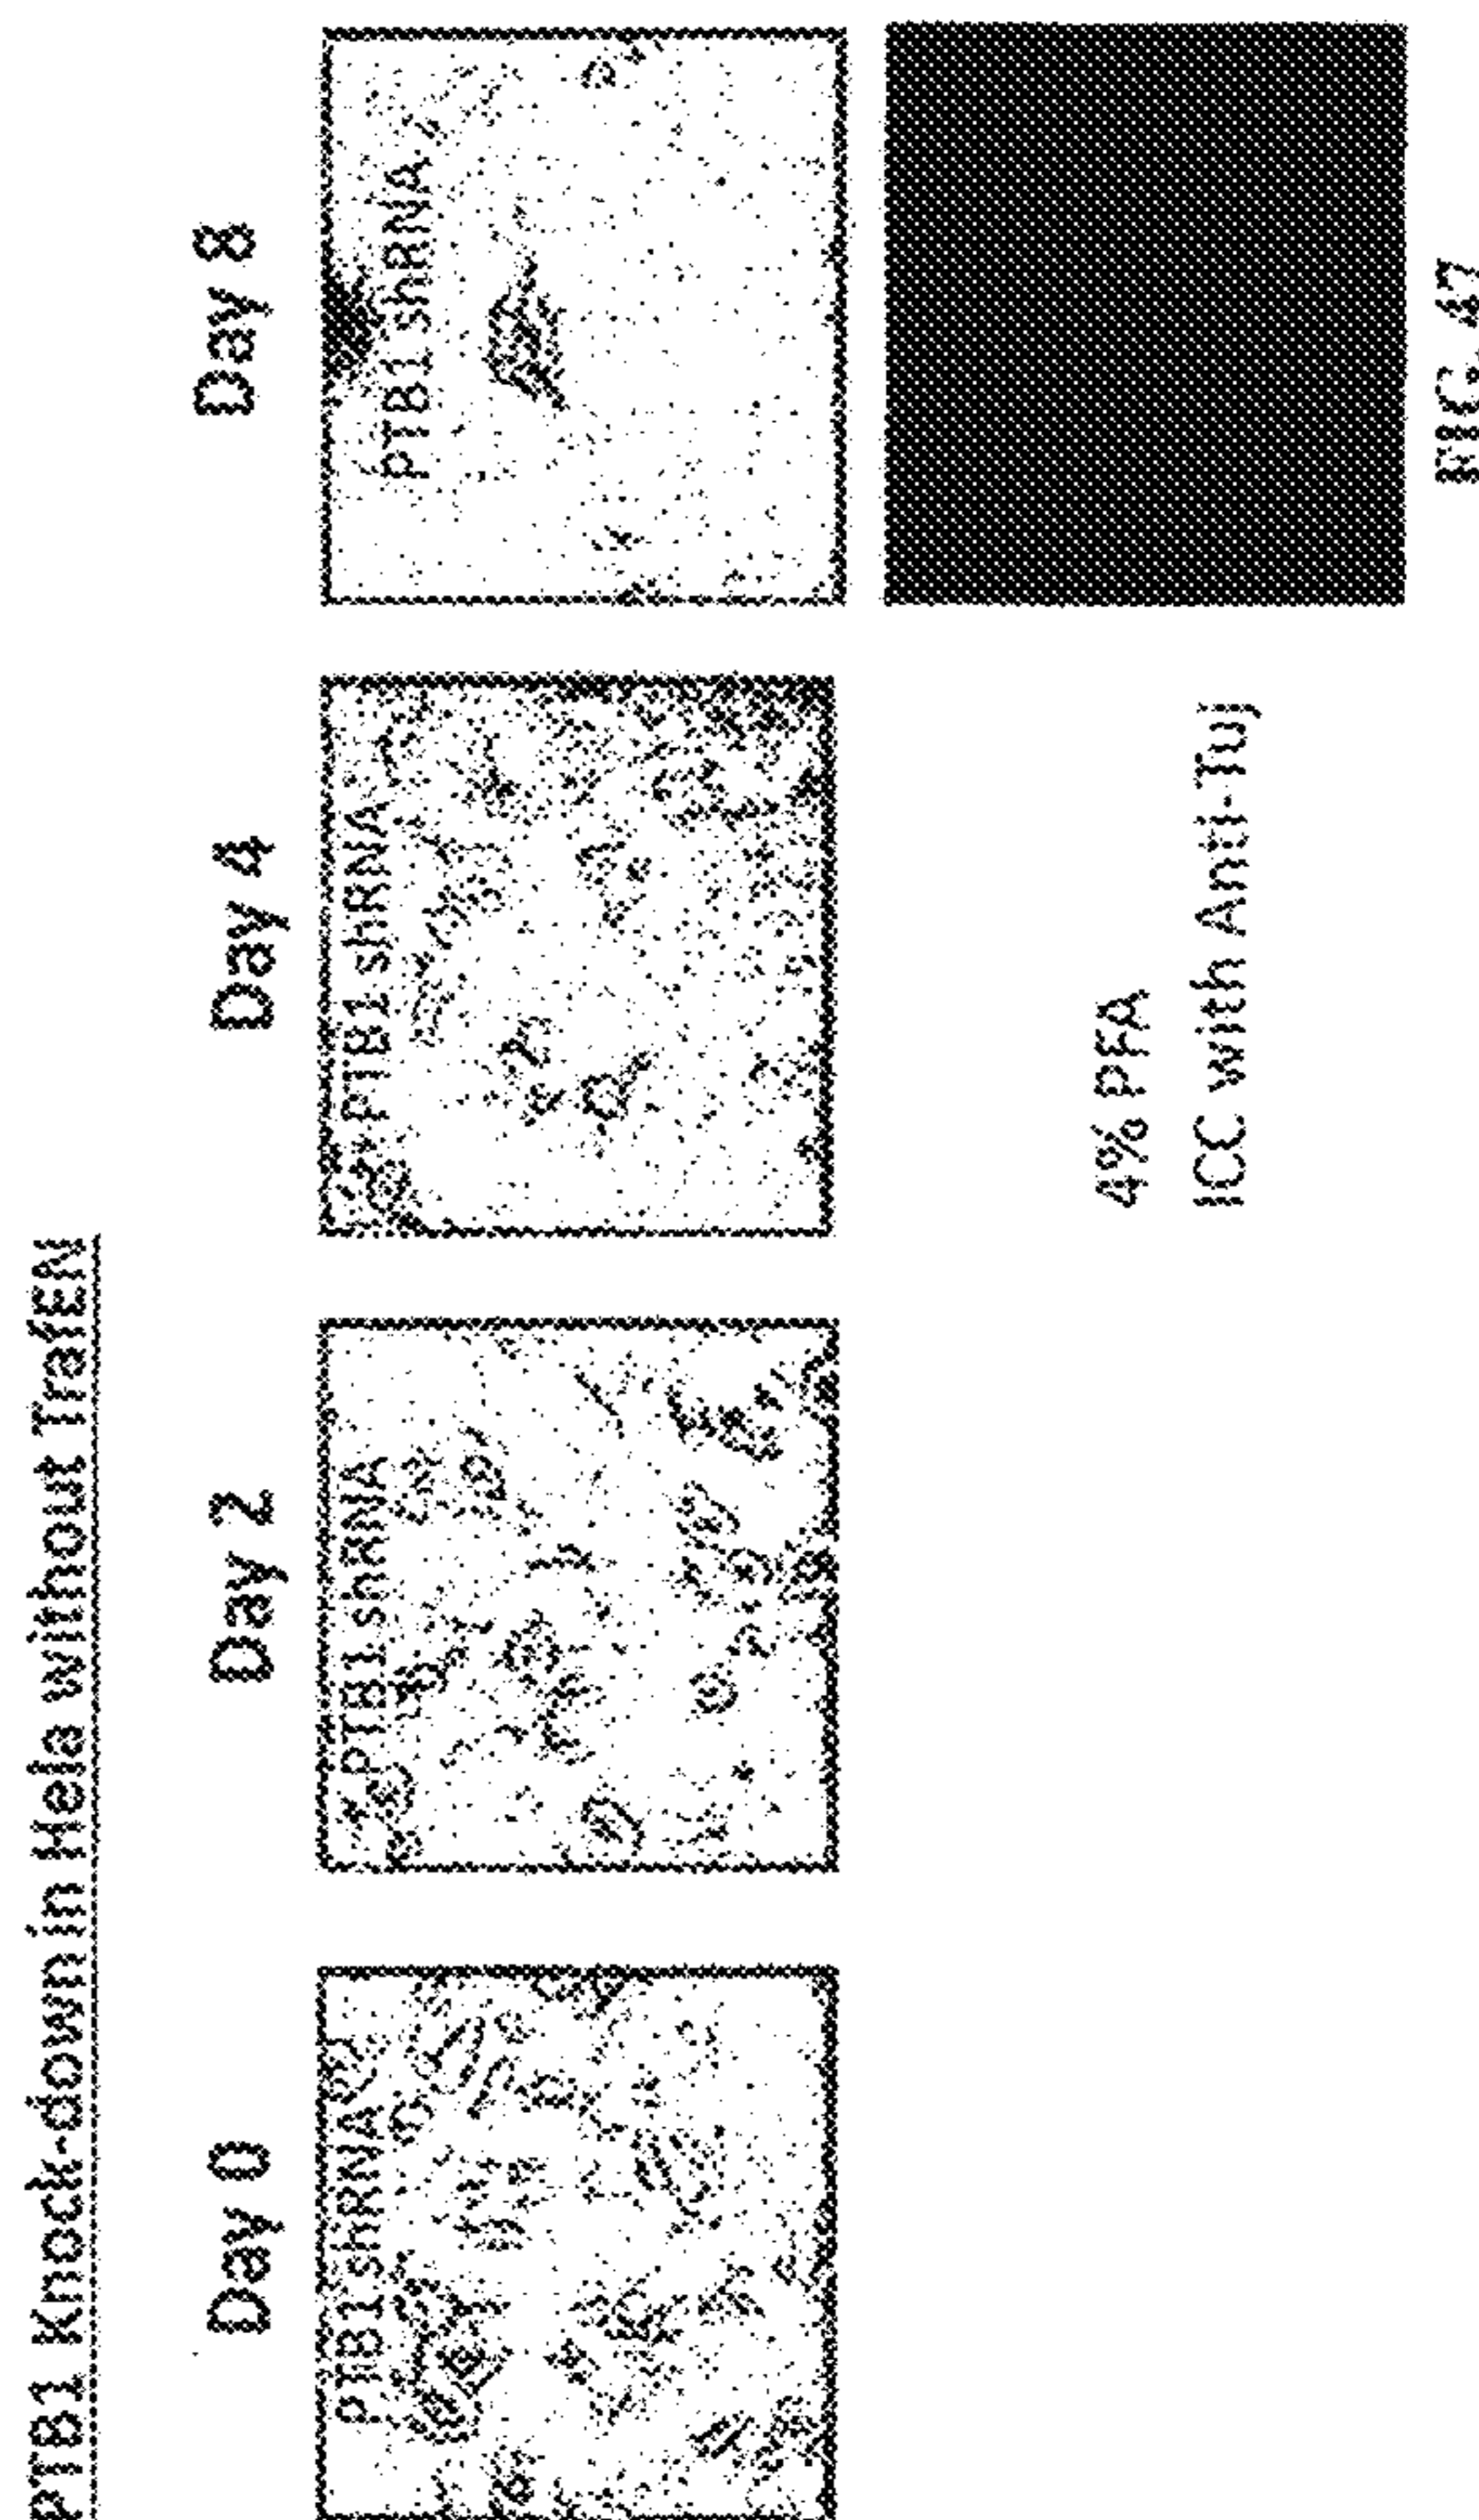 PTB1 Knock-down in Hela without TrafEN
Day 0
Day 2
Day 4
Day 8
PTB1 shRNA
PTB1 shRNA
PTB1 shRNA
PTB1 shRNA
4% PFA
ICC with Anti-Tuj
FIG. 47